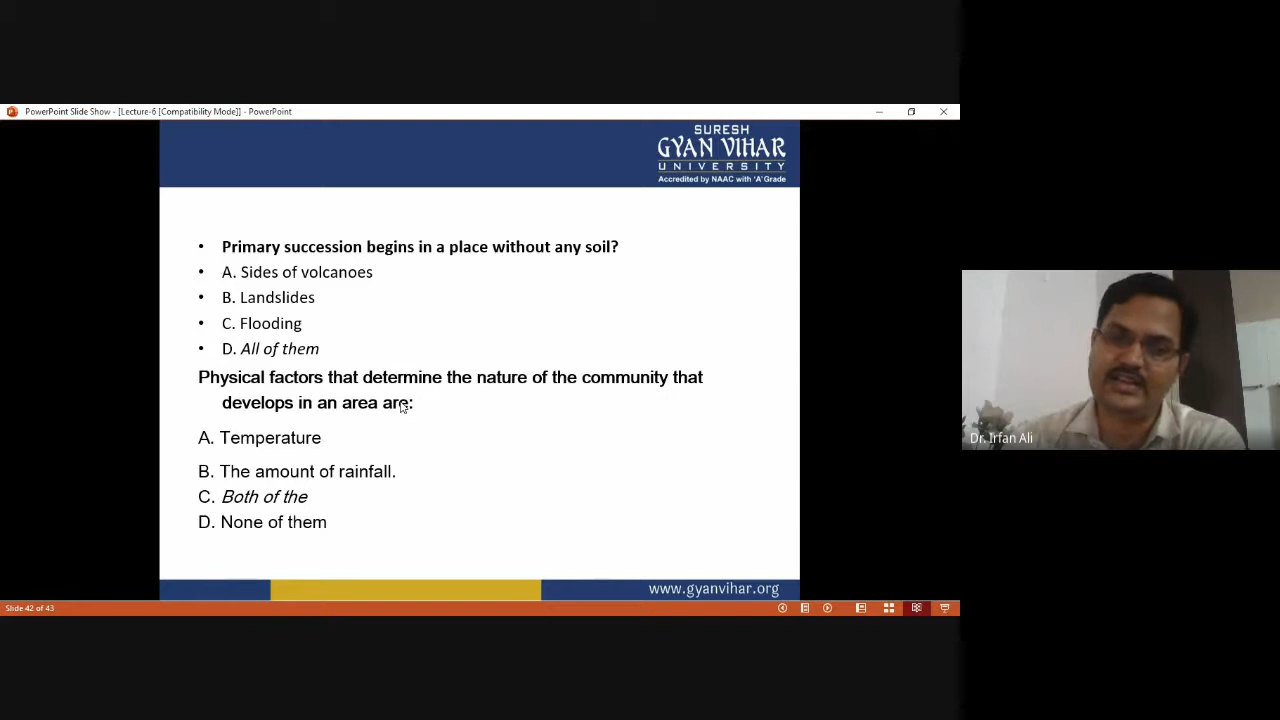 PowerPoint Slide Show - [Lecture-6 [Compatibility Mode]] - PowerPoint
SURESH
GYAN VIHAR
UNIVERSITY
Accredited by NAAC with 'A' Grade
• Primary succession begins in a place without any soil?
• A. Sides of volcanoes
• B. Landslides
• C. Flooding
• D. All of them
Physical factors that determine the nature of the community that
develops in an area are:
A. Temperature
B. The amount of rainfall.
C. Both of the
D. None of them
www.gyanvihar.org
Slide 42 of 43
Dr. Irfan Ali